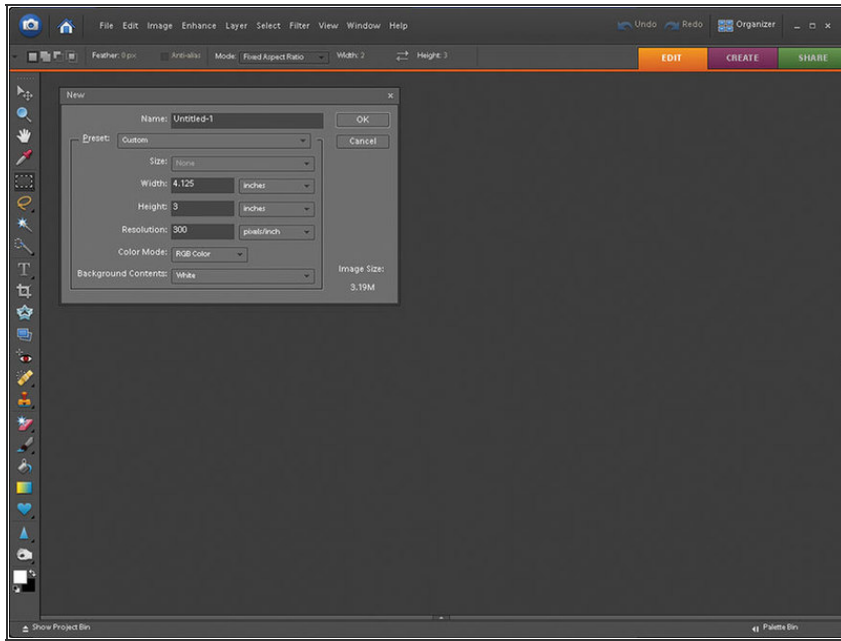 File Edit Image Enhance Layer Select Filter View Window Help
Undo Redo Organizer
Feather: 0 px Anti-alias Mode: Fixed Aspect Ratio Width: 2 Height: 3
EDIT CREATE SHARE
New
Name: Untitled-1 OK
Preset: Custom Cancel
Size: None
Width: 4.125 inches
Height: 3 inches
Resolution: 300 pixels/inch
Color Mode: RGB Color
Background Contents: White
Image Size:
3.19M
T
Show Project Bin Palette Bin